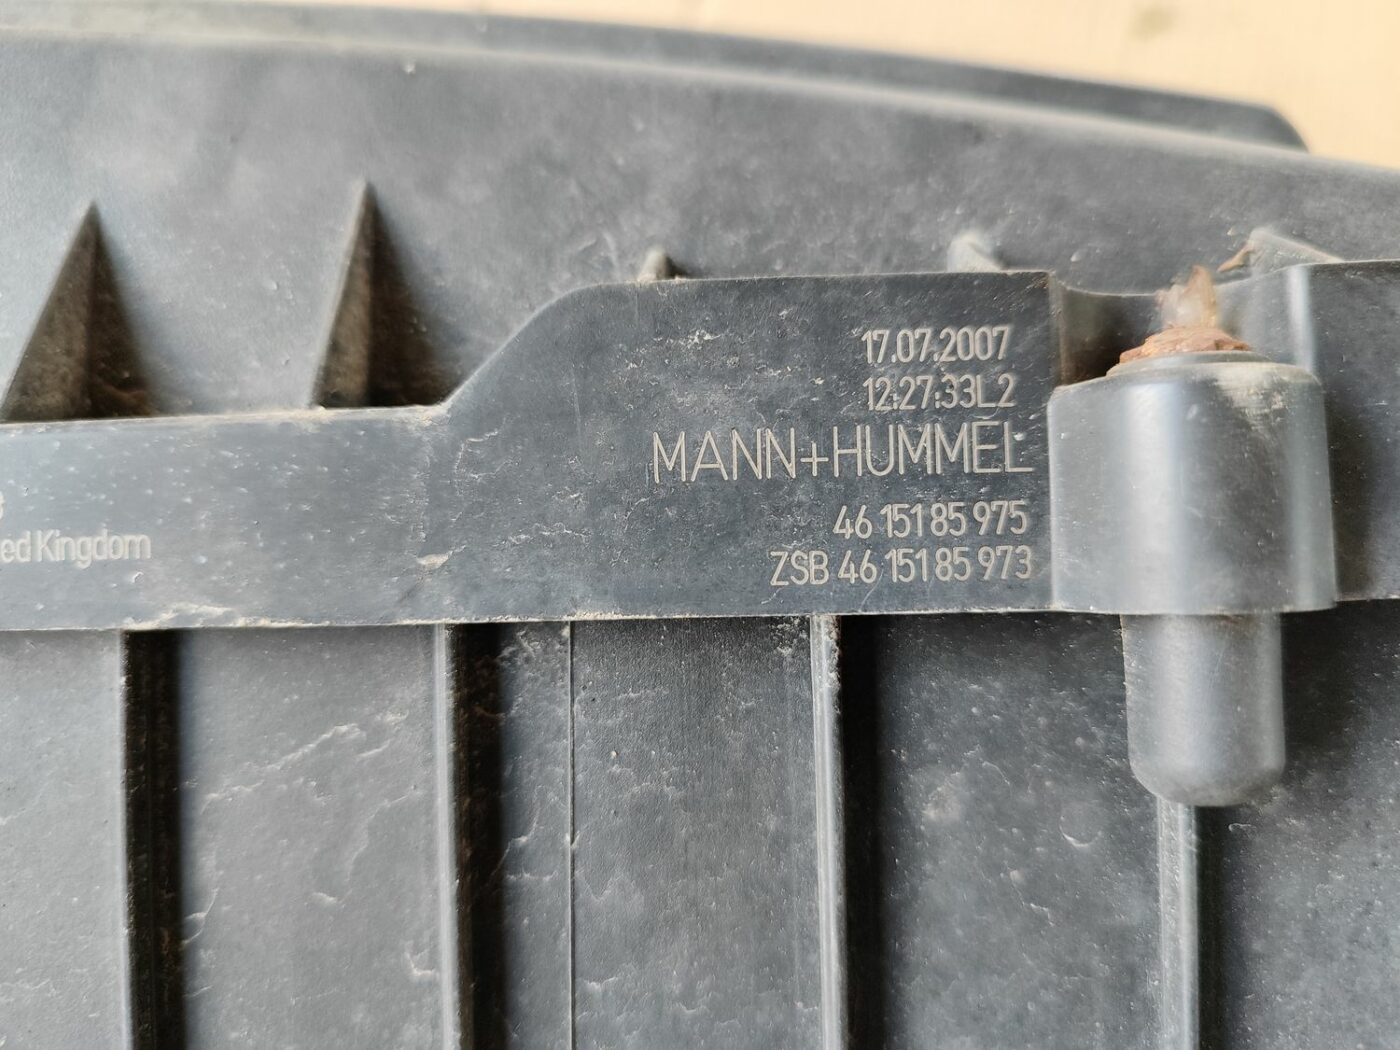 17.07.2007
12:27:33L2
MANN+HUMMEL
46 151 85 975
ZSB 46 151 85 973
ed Kingdom